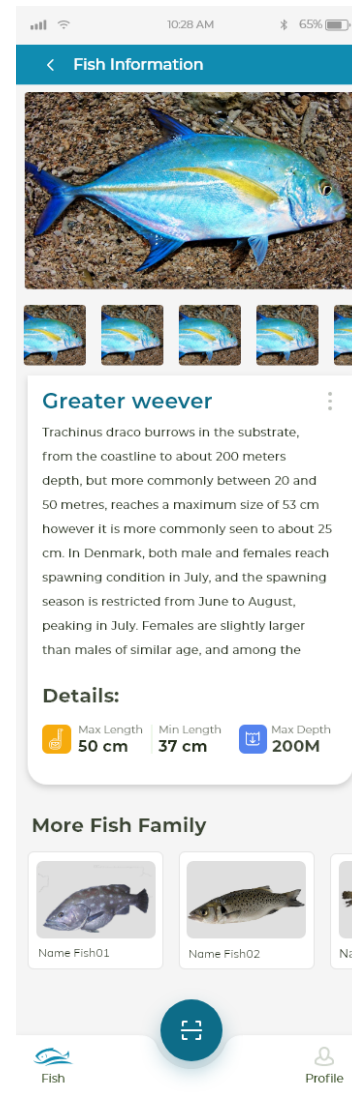 10:28 AM
65%
Fish Information
Greater weever
Trachinus draco burrows in the substrate,
from the coastline to about 200 meters
depth, but more commonly between 20 and
50 metres, reaches a maximum size of 53 cm
however it is more commonly seen to about 25
cm. In Denmark, both male and females reach
spawning condition in July, and the spawning
season is restricted from June to August,
peaking in July. Females are slightly larger
than males of similar age, and among the
Details:
Max Length
50 cm
Min Length
37 cm
Max Depth
200M
More Fish Family
Name Fish01
Name Fish02
Na
Fish
Profile